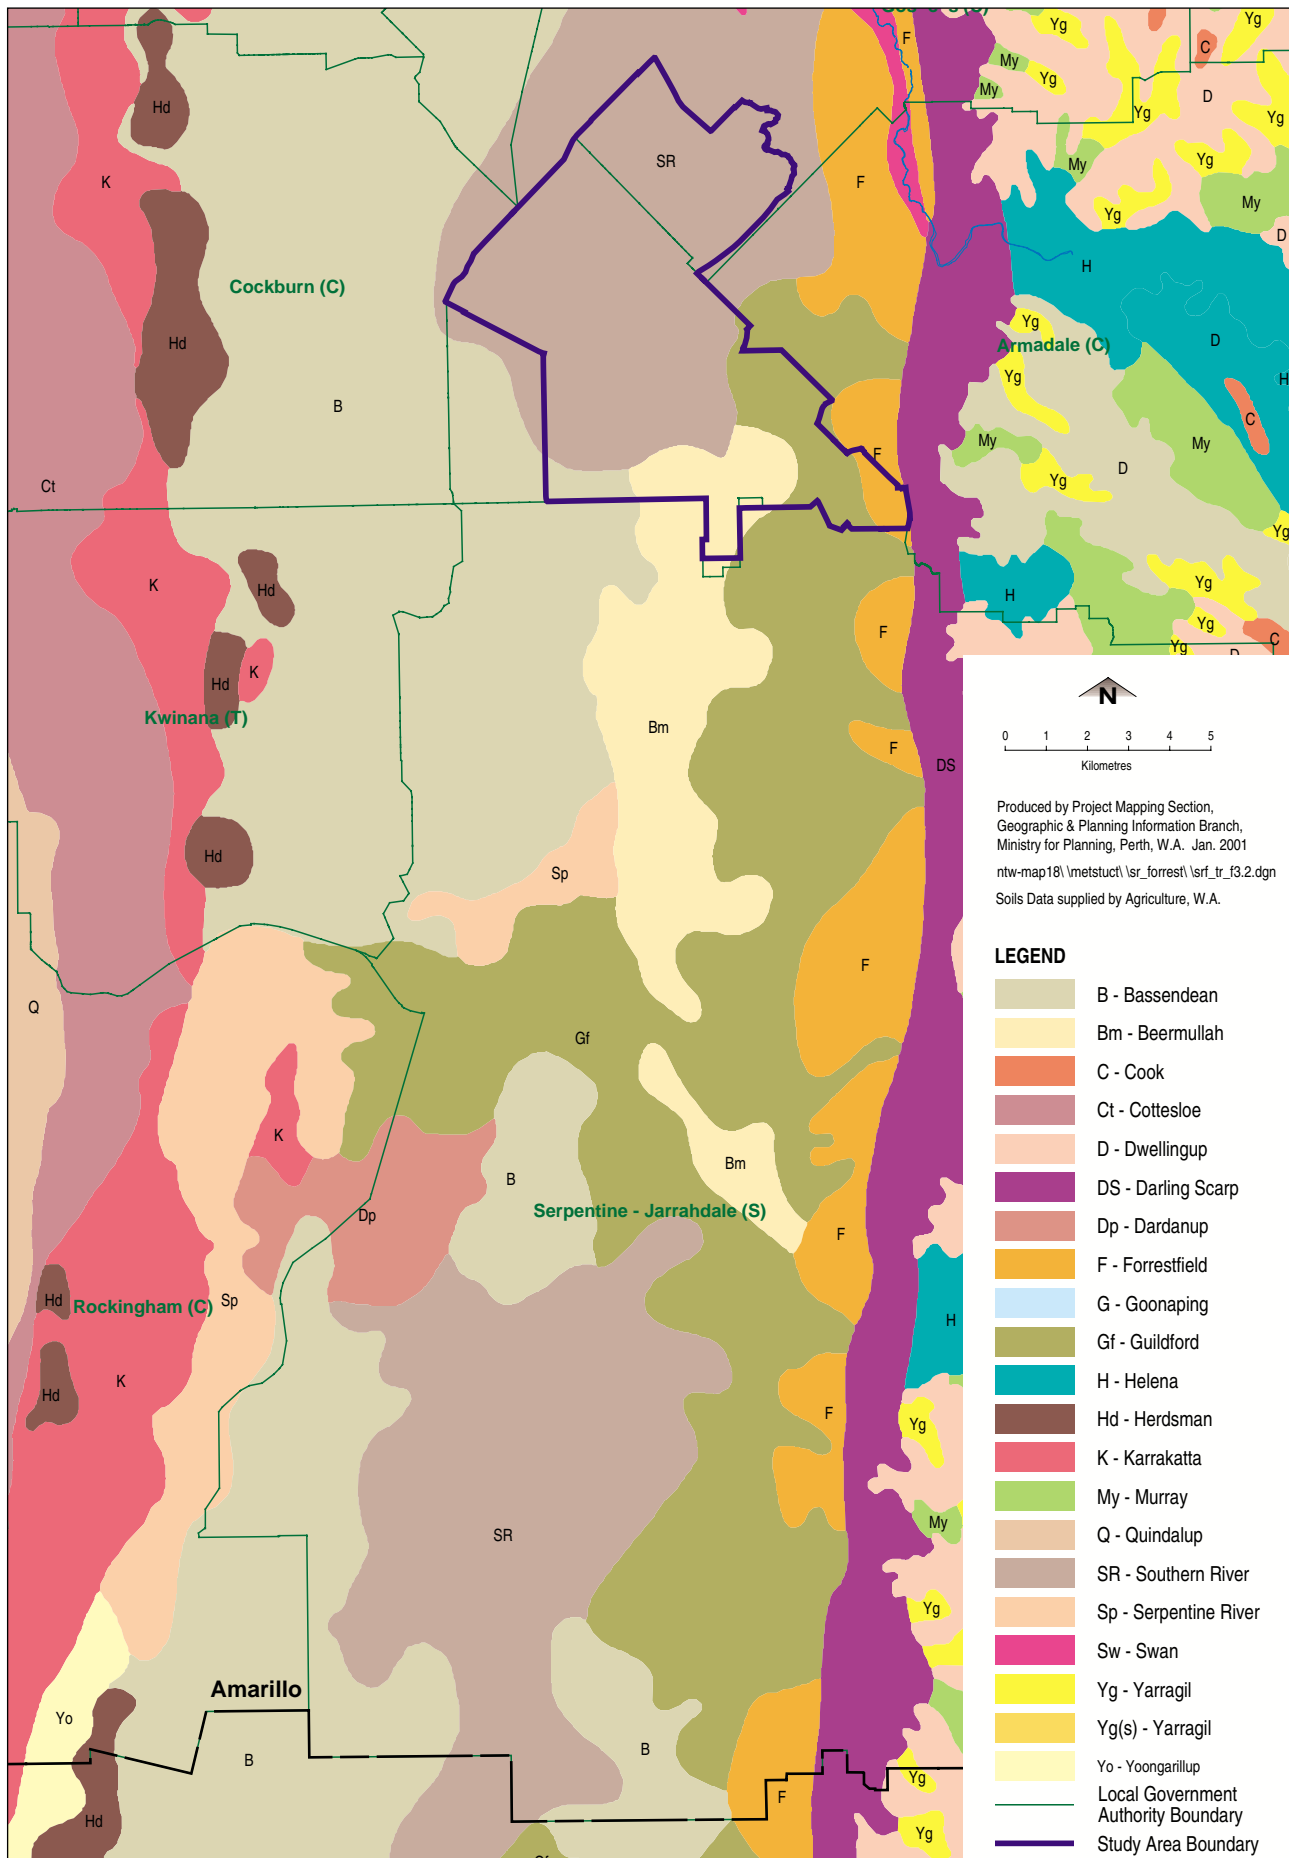 F
C
Yg
Yg
Hd
My
Yg
My
D
Yg
Yg
SR
My
Yg
K
F
My
Yg
D
H
Cockburn (C)
Yg
Hd
Armadale (C)
D
Yg
H
B
C
My
My
F
D
Yg
Ct
Yg
K
Hd
Yg
H
F
Yg
C
K
Yg
D
Hd
Kwinana (T)
Bm
F
DS
Hd
Sp
F
Q
Gf
K
Bm
B
Dp
Serpentine - Jarrahdale (S)
F
Hd
Rockingham (C)
Sp
H
K
Hd
F
Yg
SR
My
Yg
Amarillo
Yo
B
B
Yg
F
Hd
Yg
N
0 1 2 3 4 5
Kilometres
Produced by Project Mapping Section,
Geographic & Planning Information Branch,
Ministry for Planning, Perth, W.A. Jan. 2001
ntw-map18\ \metstuct\ \sr_forrest\ \srf_tr_f3.2.dgn
Soils Data supplied by Agriculture, W.A.
LEGEND
B - Bassendean
Bm - Beermullah
C - Cook
Ct - Cottesloe
D - Dwellingup
DS - Darling Scarp
Dp - Dardanup
F - Forrestfield
G - Goonaping
Gf - Guildford
H - Helena
Hd - Herdsman
K - Karrakatta
My - Murray
Q - Quindalup
SR - Southern River
Sp - Serpentine River
Sw - Swan
Yg - Yarragil
Yg(s) - Yarragil
Yo - Yoongarillup
Local Government
Authority Boundary
Study Area Boundary